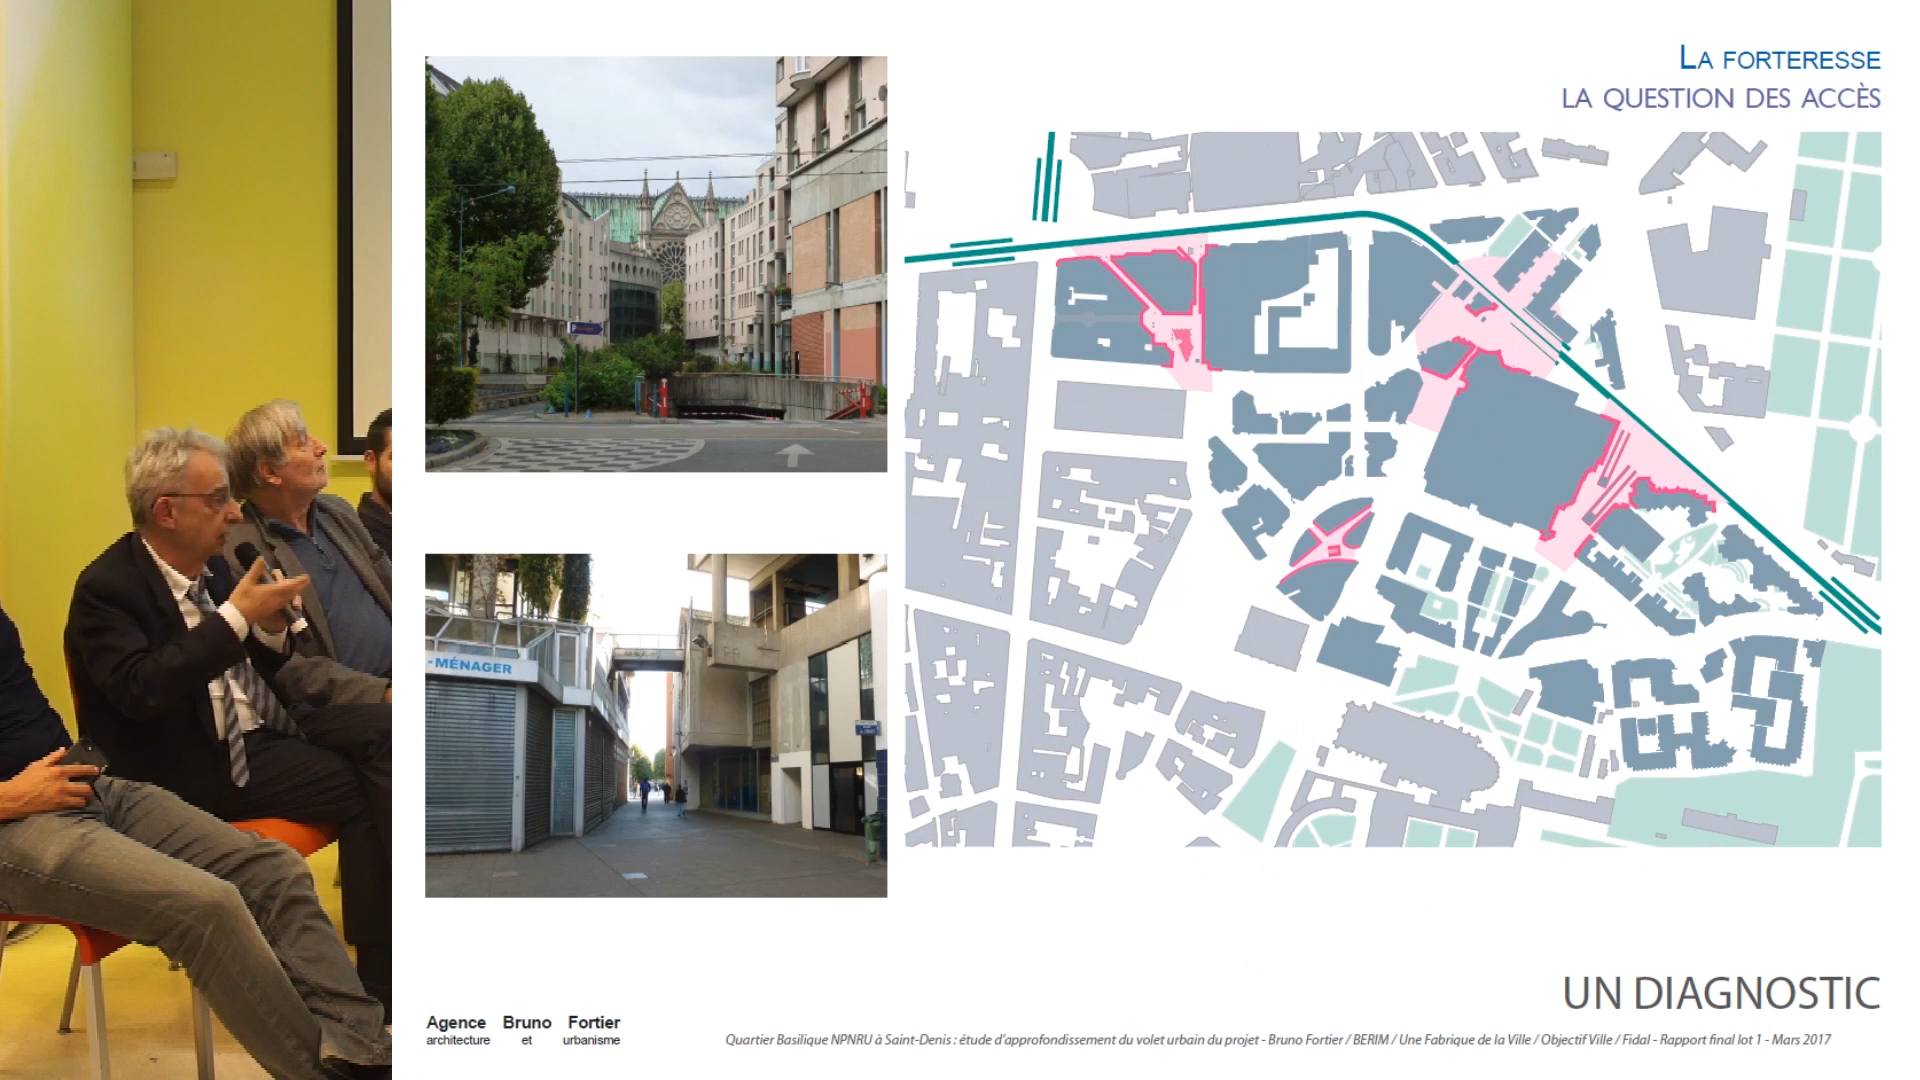 LA FORTERESSE
LA QUESTION DES ACCÈS
P
-MÉNAGER
UN DIAGNOSTIC
Agence Bruno Fortier
architecture et urbanisme
Quartier Basilique NPNRU à Saint-Denis : étude d'approfondissement du volet urbain du projet - Bruno Fortier / BERIM / Une Fabrique de la Ville / Objectif Ville / Fidal - Rapport final lot 1 - Mars 2017